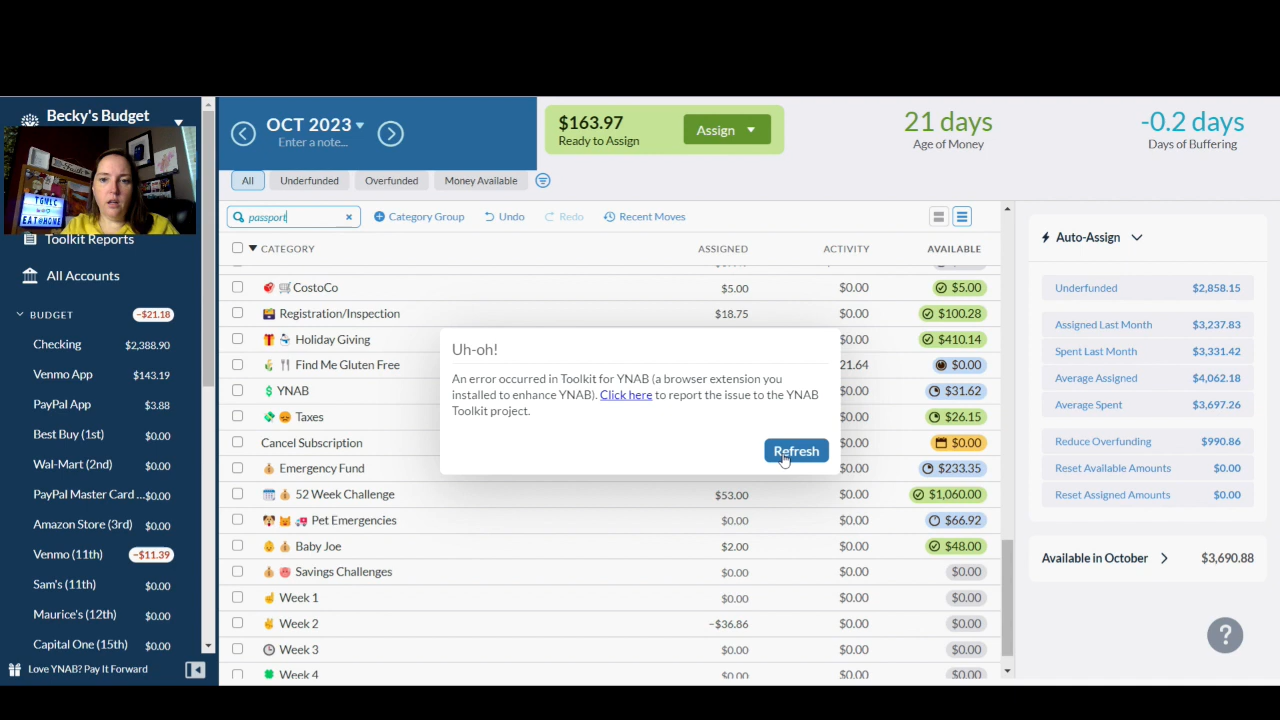 Becky's Budget
TGMLC
EAT@HOME
Toolkit Reports
All Accounts
BUDGET -$21.18
Checking $2,388.90
Venmo App $143.19
PayPal App $3.88
Best Buy (1st) $0.00
Wal-Mart (2nd) $0.00
PayPal Master Card ... $0.00
Amazon Store (3rd) $0.00
Venmo (11th) -$11.39
Sam's (11th) $0.00
Maurice's (12th) $0.00
Capital One (15th) $0.00
Love YNAB? Pay It Forward
OCT 2023
Enter a note...
$163.97
Ready to Assign
Assign
21 days
Age of Money
-0.2 days
Days of Buffering
All Underfunded Overfunded Money Available
passport
Category Group Undo Redo Recent Moves
CATEGORY ASSIGNED ACTIVITY AVAILABLE
CostoCo $5.00 $0.00 $5.00
Registration/Inspection $18.75 $0.00 $100.28
Holiday Giving $0.00 $410.14
Find Me Gluten Free 21.64 $0.00
YNAB $0.00 $31.62
Taxes $0.00 $26.15
Cancel Subscription $0.00 $0.00
Emergency Fund $0.00 $233.35
52 Week Challenge $53.00 $0.00 $1,060.00
Pet Emergencies $0.00 $0.00 $66.92
Baby Joe $2.00 $0.00 $48.00
Savings Challenges $0.00 $0.00 $0.00
Week 1 $0.00 $0.00 $0.00
Week 2 -$36.86 $0.00 $0.00
Week 3 $0.00 $0.00 $0.00
Week 4 $0.00 $0.00 $0.00
Uh-oh!
An error occurred in Toolkit for YNAB (a browser extension you
installed to enhance YNAB). Click here to report the issue to the YNAB
Toolkit project.
Refresh
Auto-Assign
Underfunded $2,858.15
Assigned Last Month $3,237.83
Spent Last Month $3,331.42
Average Assigned $4,062.18
Average Spent $3,697.26
Reduce Overfunding $990.86
Reset Available Amounts $0.00
Reset Assigned Amounts $0.00
Available in October $3,690.88
?